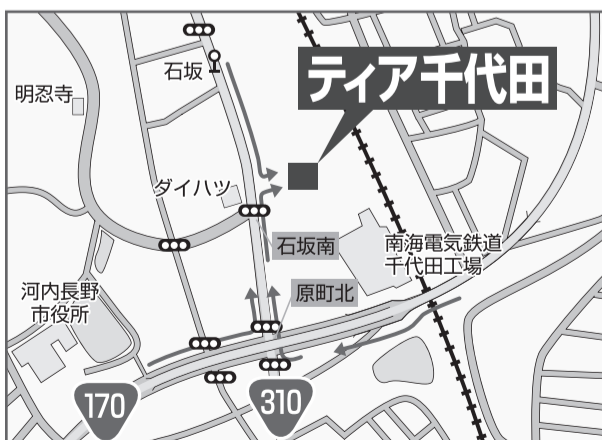 石坂
明忍寺
ティア千代田
ダイハツ
石坂南
南海電気鉄道
千代田工場
河内長野
市役所
原町北
170
310